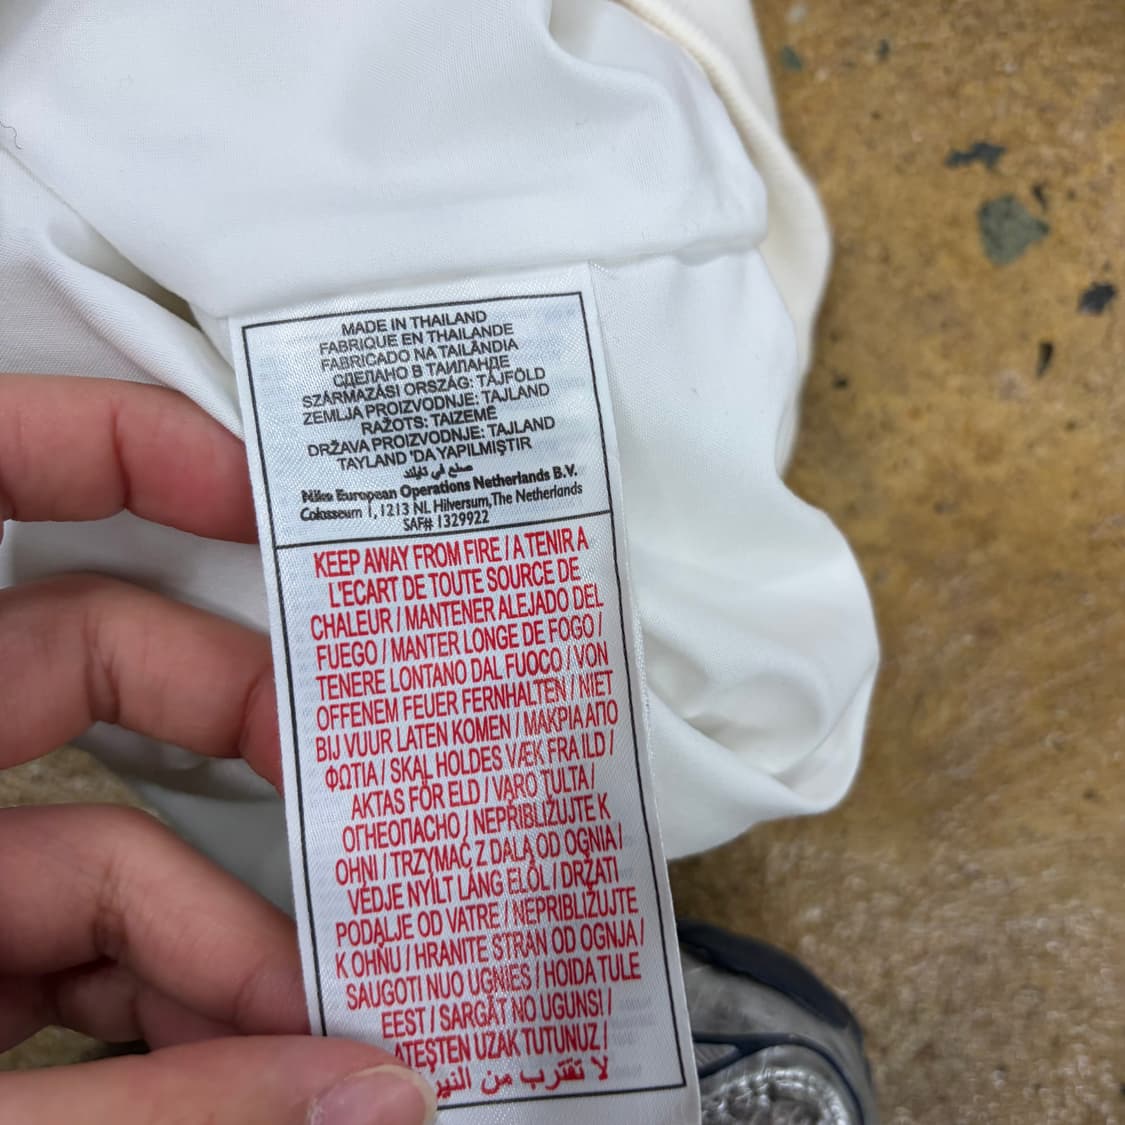 MADE IN THAILAND
FABRIQUE EN THAILANDE
FABRICADO NA TAILÂNDIA
СДЕЛАНО В ТАИЛАНДЕ
SZÁRMAZÁSI ORSZÁG: TÁJFÖLD
ZEMLJA PROIZVODNJE: TAJLAND
RAŽOTS: TAIZEMĒ
DRŽAVA PROIZVODNJE: TAJLAND
TAYLAND 'DA YAPILMIŞTIR
صنع في تايلند
Nike European Operations Netherlands B.V.
Colosseum 1, 1213 NL Hilversum, The Netherlands
SAF# 1329922
KEEP AWAY FROM FIRE / A TENIR A
L'ECART DE TOUTE SOURCE DE
CHALEUR / MANTENER ALEJADO DEL
FUEGO / MANTER LONGE DE FOGO /
TENERE LONTANO DAL FUOCO / VON
OFFENEM FEUER FERNHALTEN / NIET
BIJ VUUR LATEN KOMEN / ΜΑΚΡΙΑ ΑΠΟ
ΦΩΤΙΑ / SKAL HOLDES VÆK FRA ILD /
AKTAS FÖR ELD / VARO TULTA /
ОГНЕОПАСНО / NEPŘIBLIŽUJTE K
OHNI / TRZYMAĆ Z DALA OD OGNIA /
VÉDJE NYÍLT LÁNG ELŐL / DRŽATI
PODALJE OD VATRE / NEPRIBLIŽUJTE
K OHŇU / HRANITE STRAN OD OGNJA /
SAUGOTI NUO UGNIES / HOIDA TULE
EEST / SARGĀT NO UGUNS! /
ATEŞTEN UZAK TUTUNUZ /
لا تقترب من